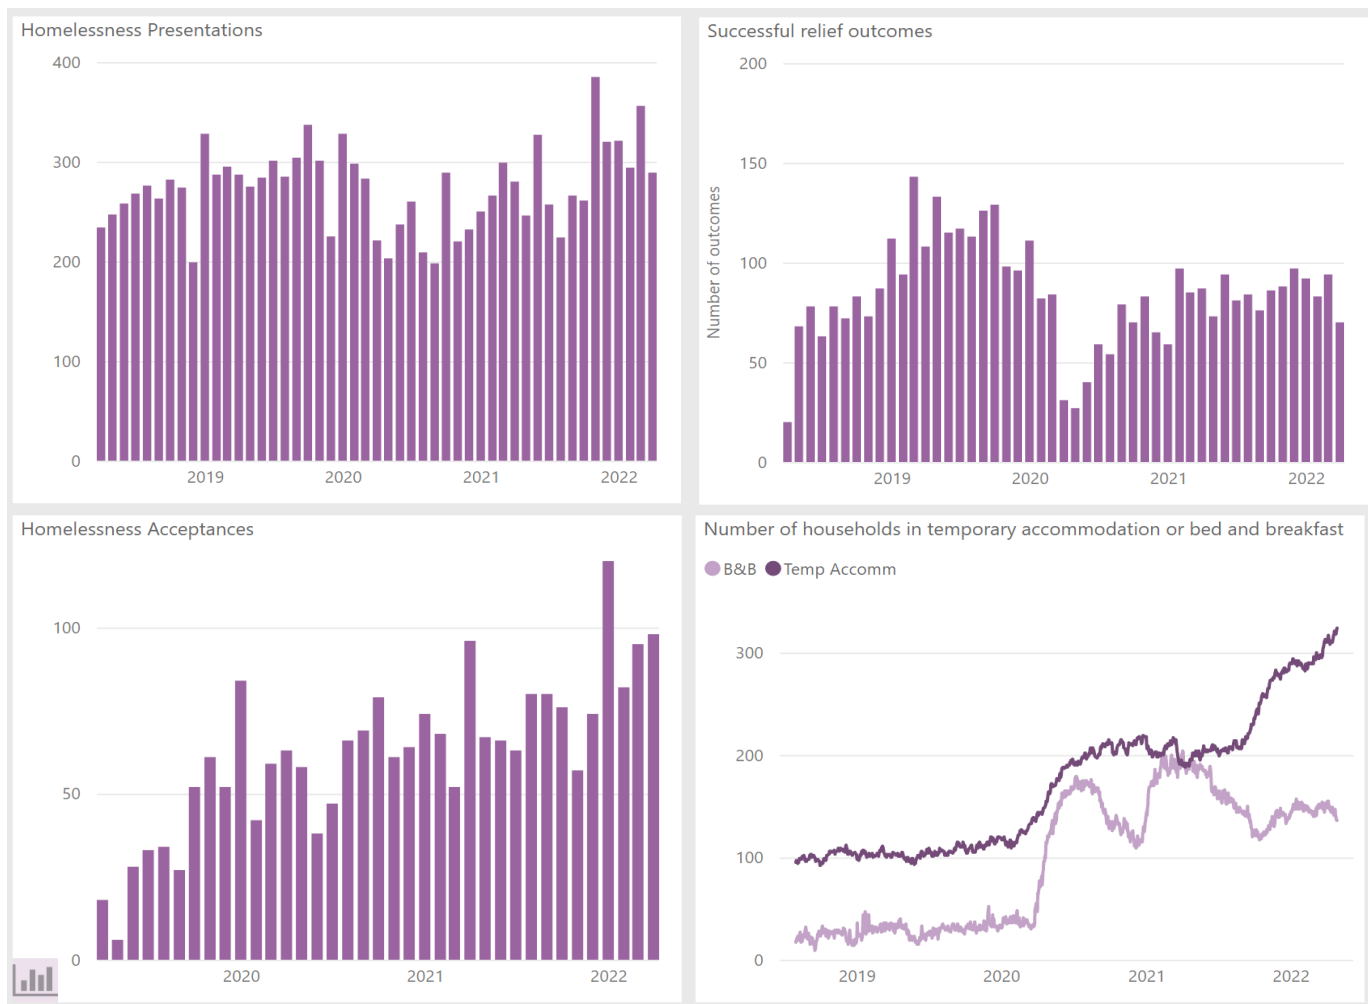 Homelessness Presentations
400
300
200
100
0
2019 2020 2021 2022
Successful relief outcomes
Number of outcomes
200
150
100
50
0
2019 2020 2021 2022
Homelessness Acceptances
100
50
0
2020 2021 2022
Number of households in temporary accommodation or bed and breakfast
B&B Temp Accomm
300
200
100
0
2019 2020 2021 2022